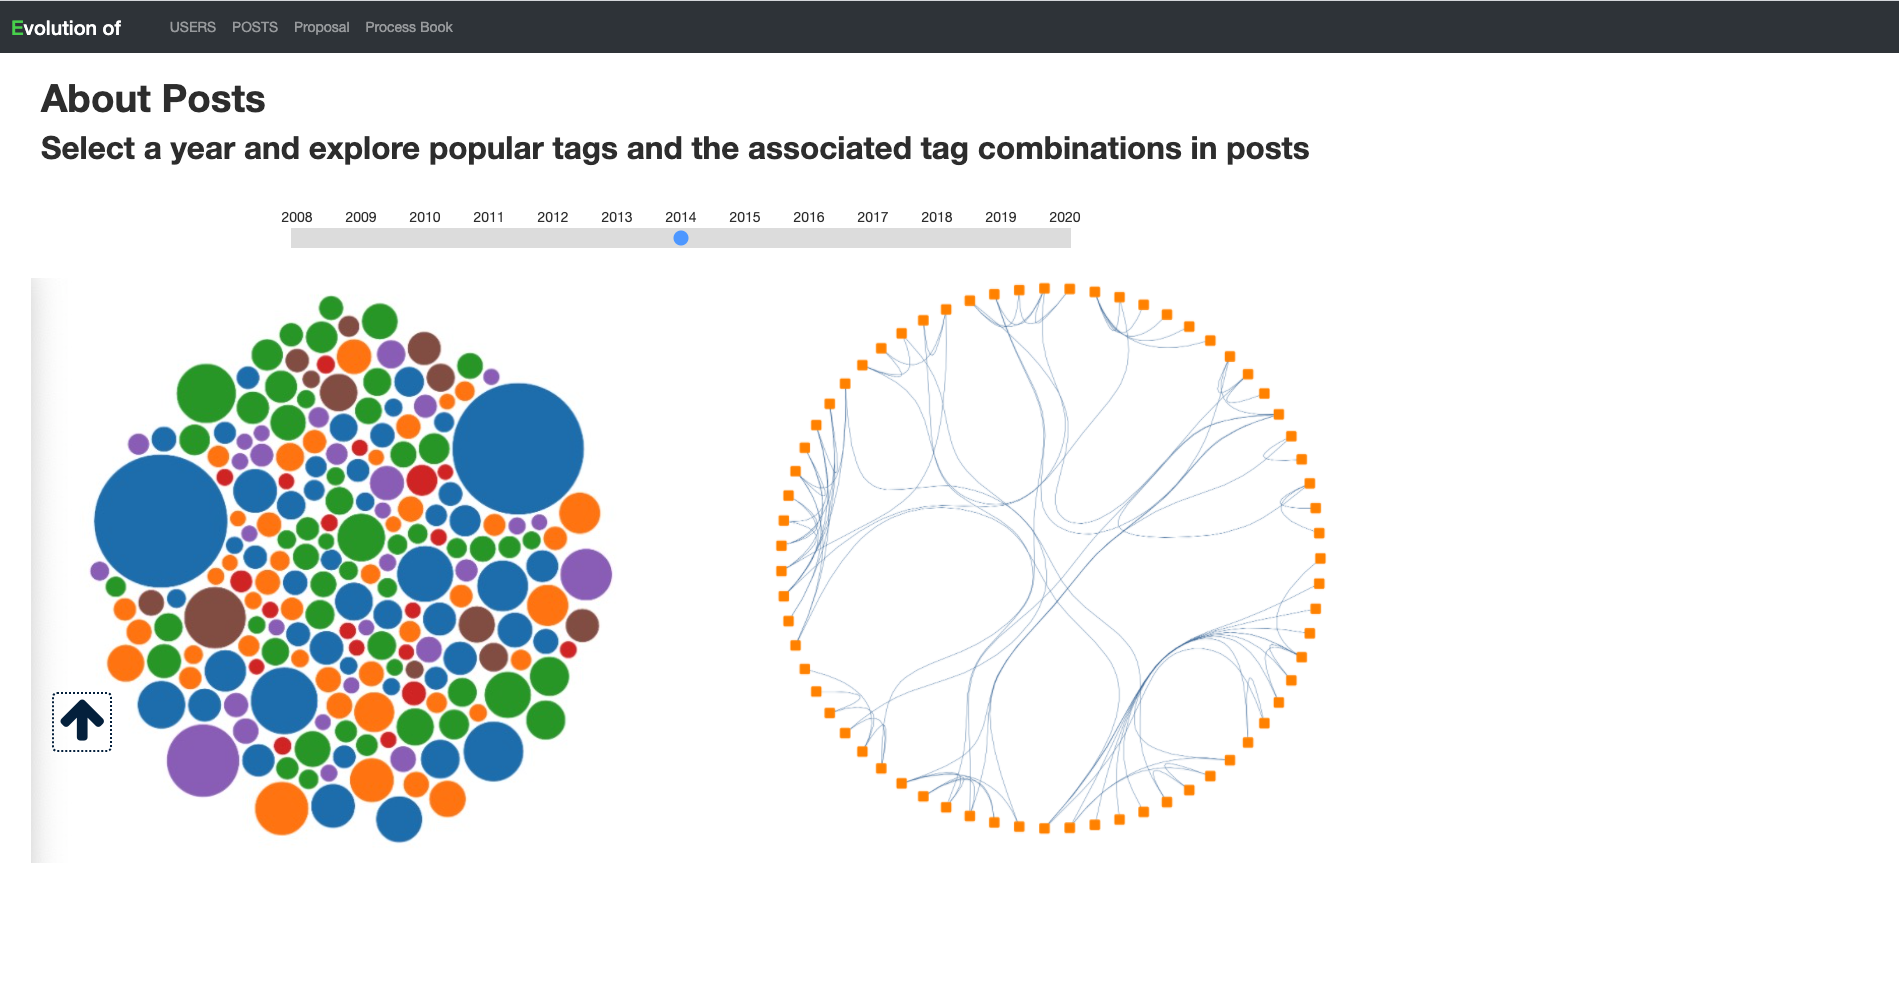 Evolution of USERS POSTS Proposal Process Book
About Posts
Select a year and explore popular tags and the associated tag combinations in posts
2008 2009 2010 2011 2012 2013 2014 2015 2016 2017 2018 2019 2020